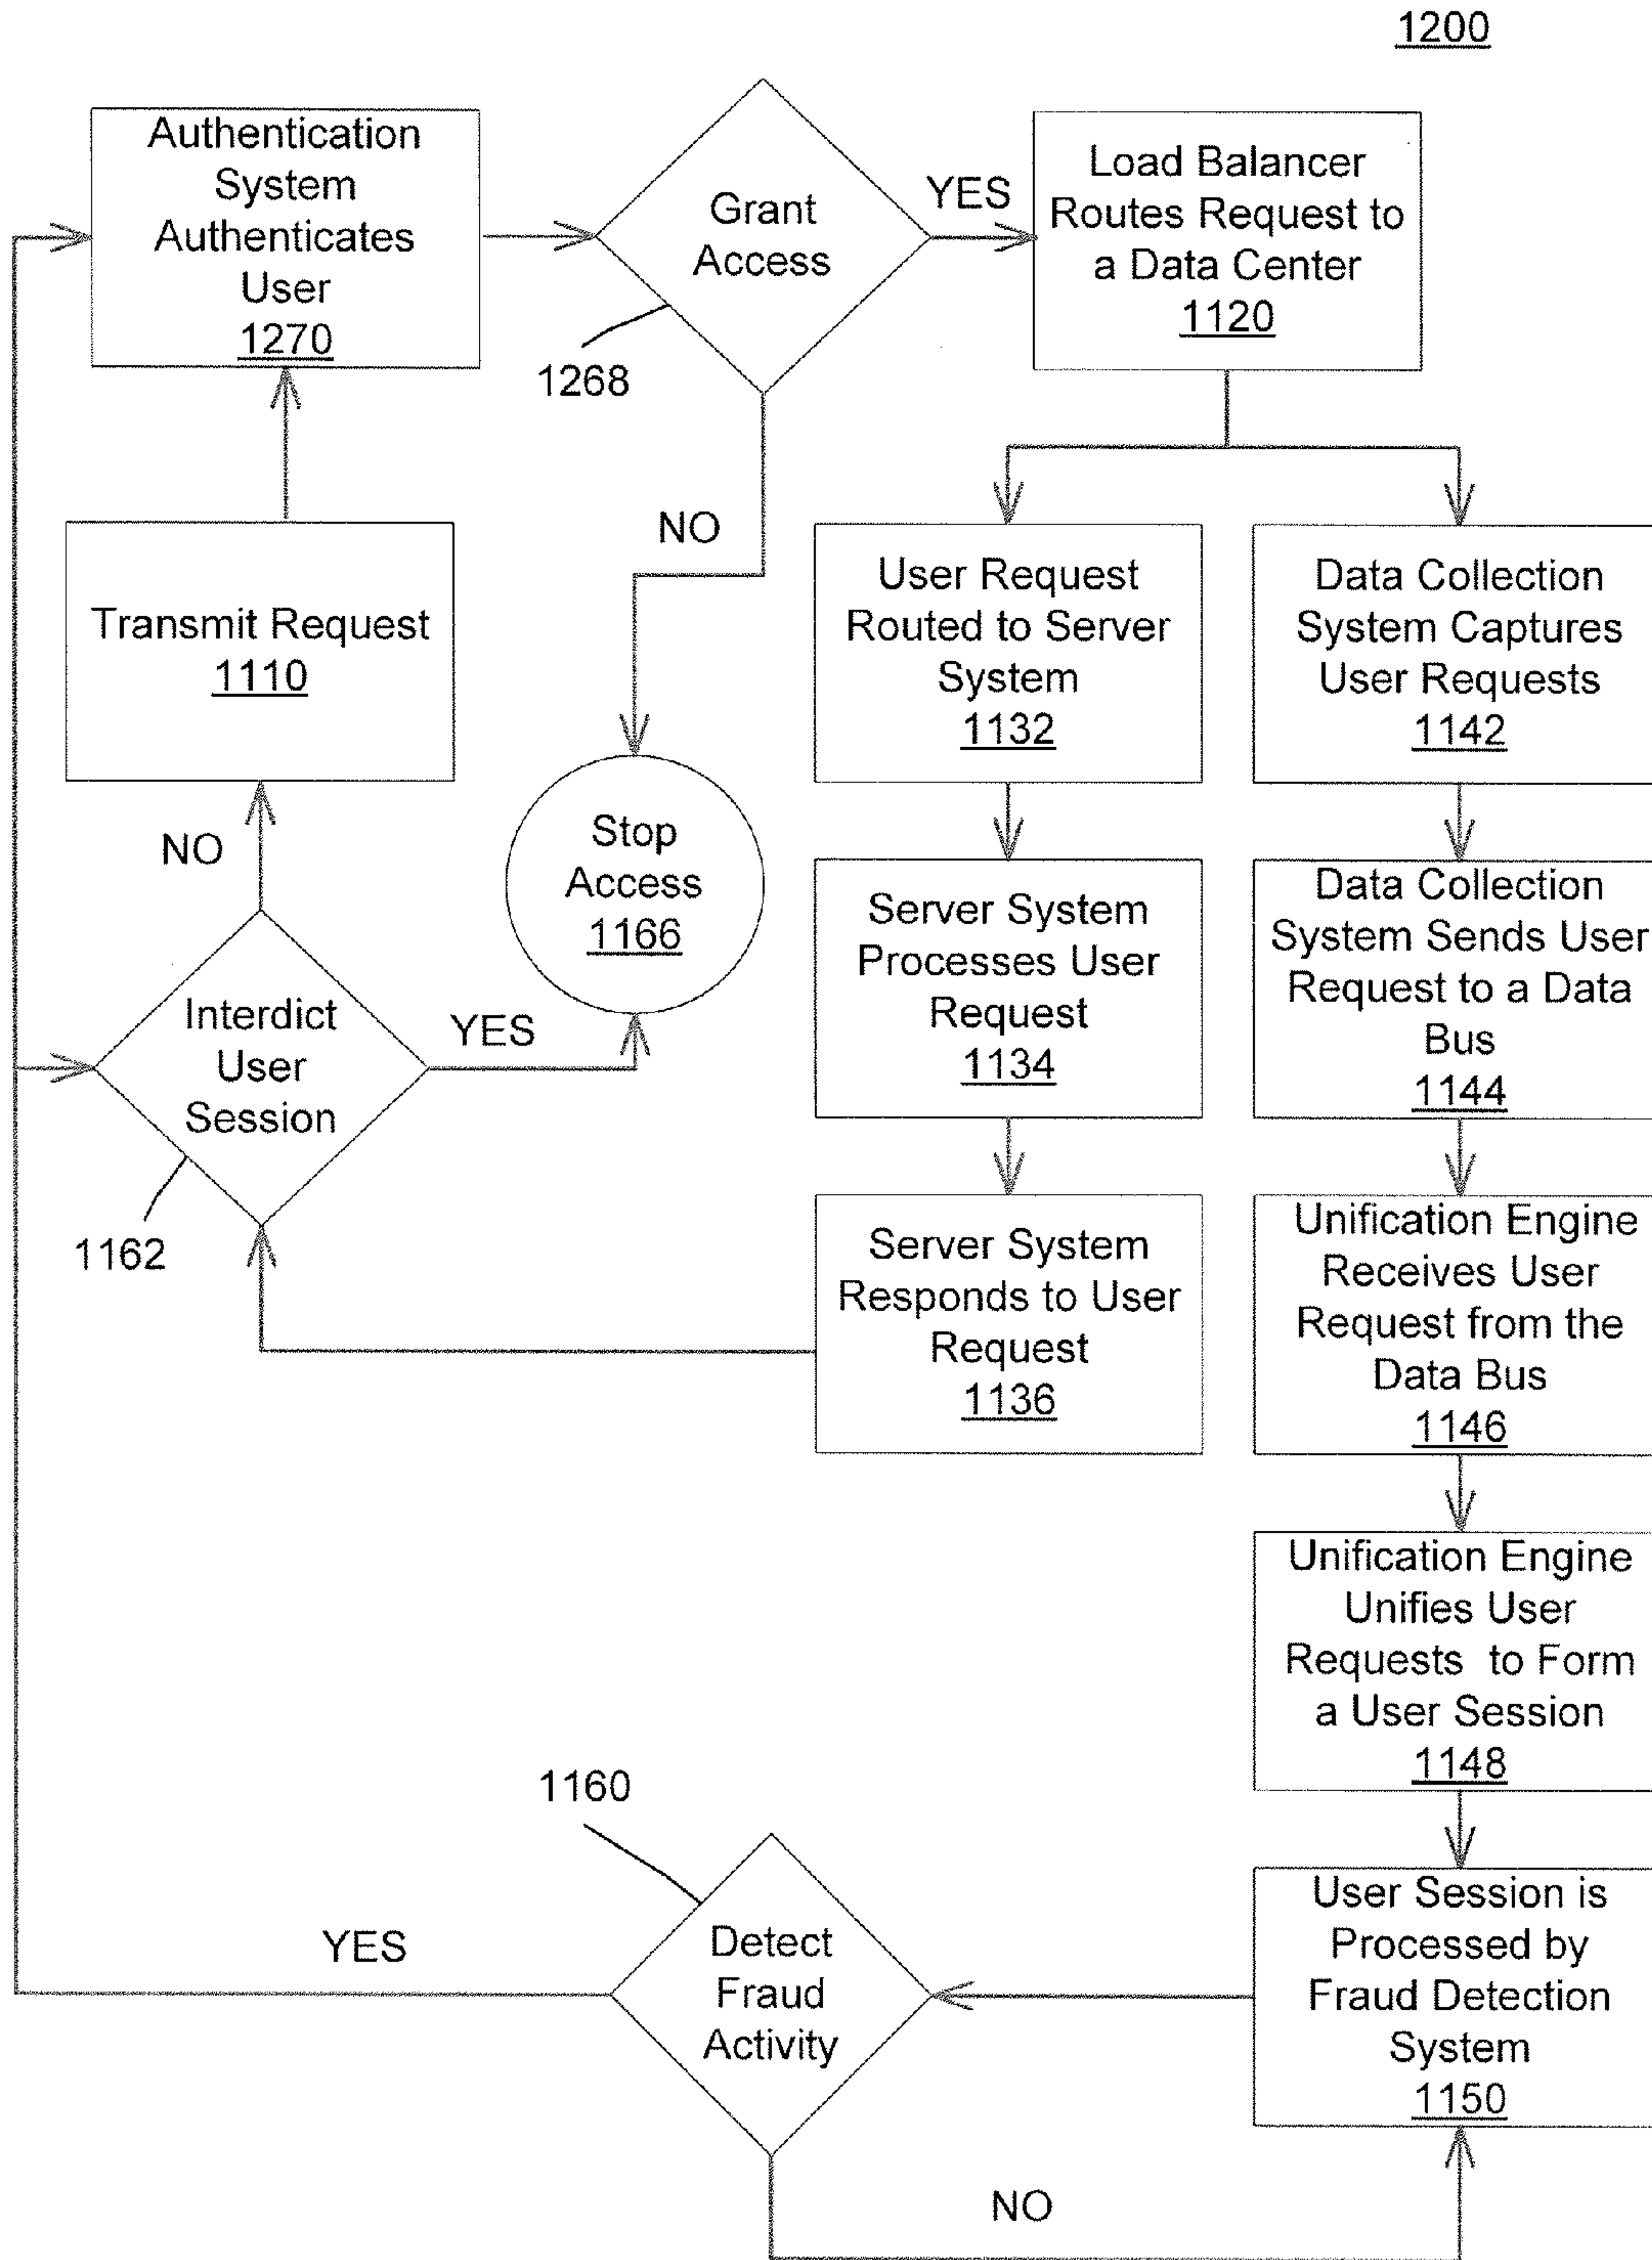 1200
Authentication
System
Authenticates
User
1270
Grant
Access
1268
YES
NO
Load Balancer
Routes Request to
a Data Center
1120
Transmit Request
1110
NO
Stop
Access
1166
Interdict
User
Session
1162
YES
User Request
Routed to Server
System
1132
Server System
Processes User
Request
1134
Server System
Responds to User
Request
1136
Data Collection
System Captures
User Requests
1142
Data Collection
System Sends User
Request to a Data
Bus
1144
Unification Engine
Receives User
Request from the
Data Bus
1146
Unification Engine
Unifies User
Requests to Form
a User Session
1148
User Session is
Processed by
Fraud Detection
System
1150
1160
Detect
Fraud
Activity
YES
NO